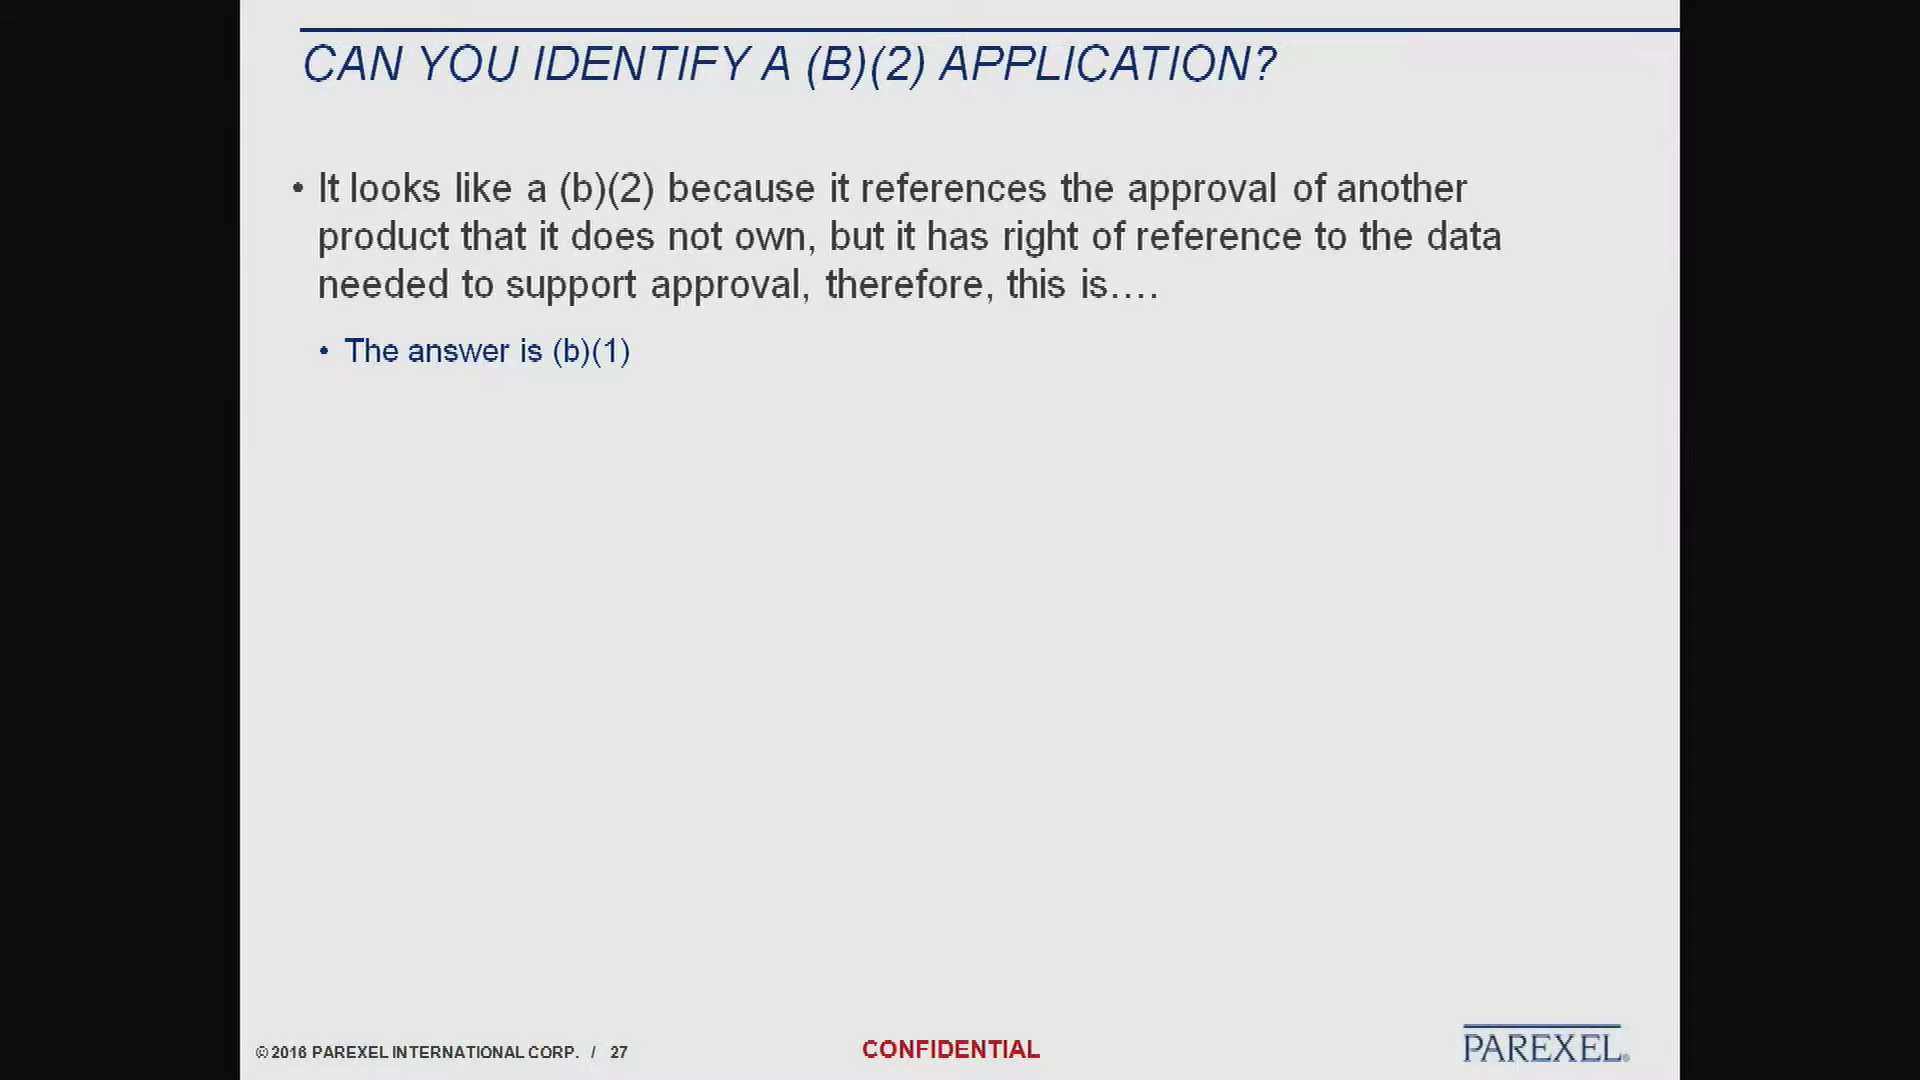 CAN YOU IDENTIFY A (B)(2) APPLICATION?
• It looks like a (b)(2) because it references the approval of another
product that it does not own, but it has right of reference to the data
needed to support approval, therefore, this is....
• The answer is (b)(1)
© 2016 PAREXEL INTERNATIONAL CORP. / 27
CONFIDENTIAL
PAREXEL®